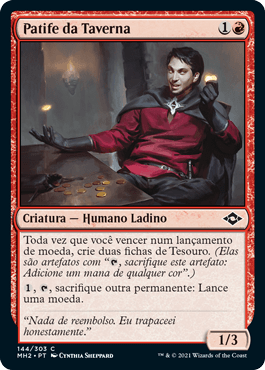 Patife da Taverna 1
Criatura — Humano Ladino
Toda vez que você vencer num lançamento
de moeda, crie duas fichas de Tesouro. (Elas
são artefatos com “, sacrifique este artefato:
Adicione um mana de qualquer cor”.)
1, , sacrifique outra permanente: Lance
uma moeda.
“Nada de reembolso. Eu trapaceei
honestamente.”
1/3
144/303 C
MH2 • PT Cynthia Sheppard
™ & © 2021 Wizards of the Coast